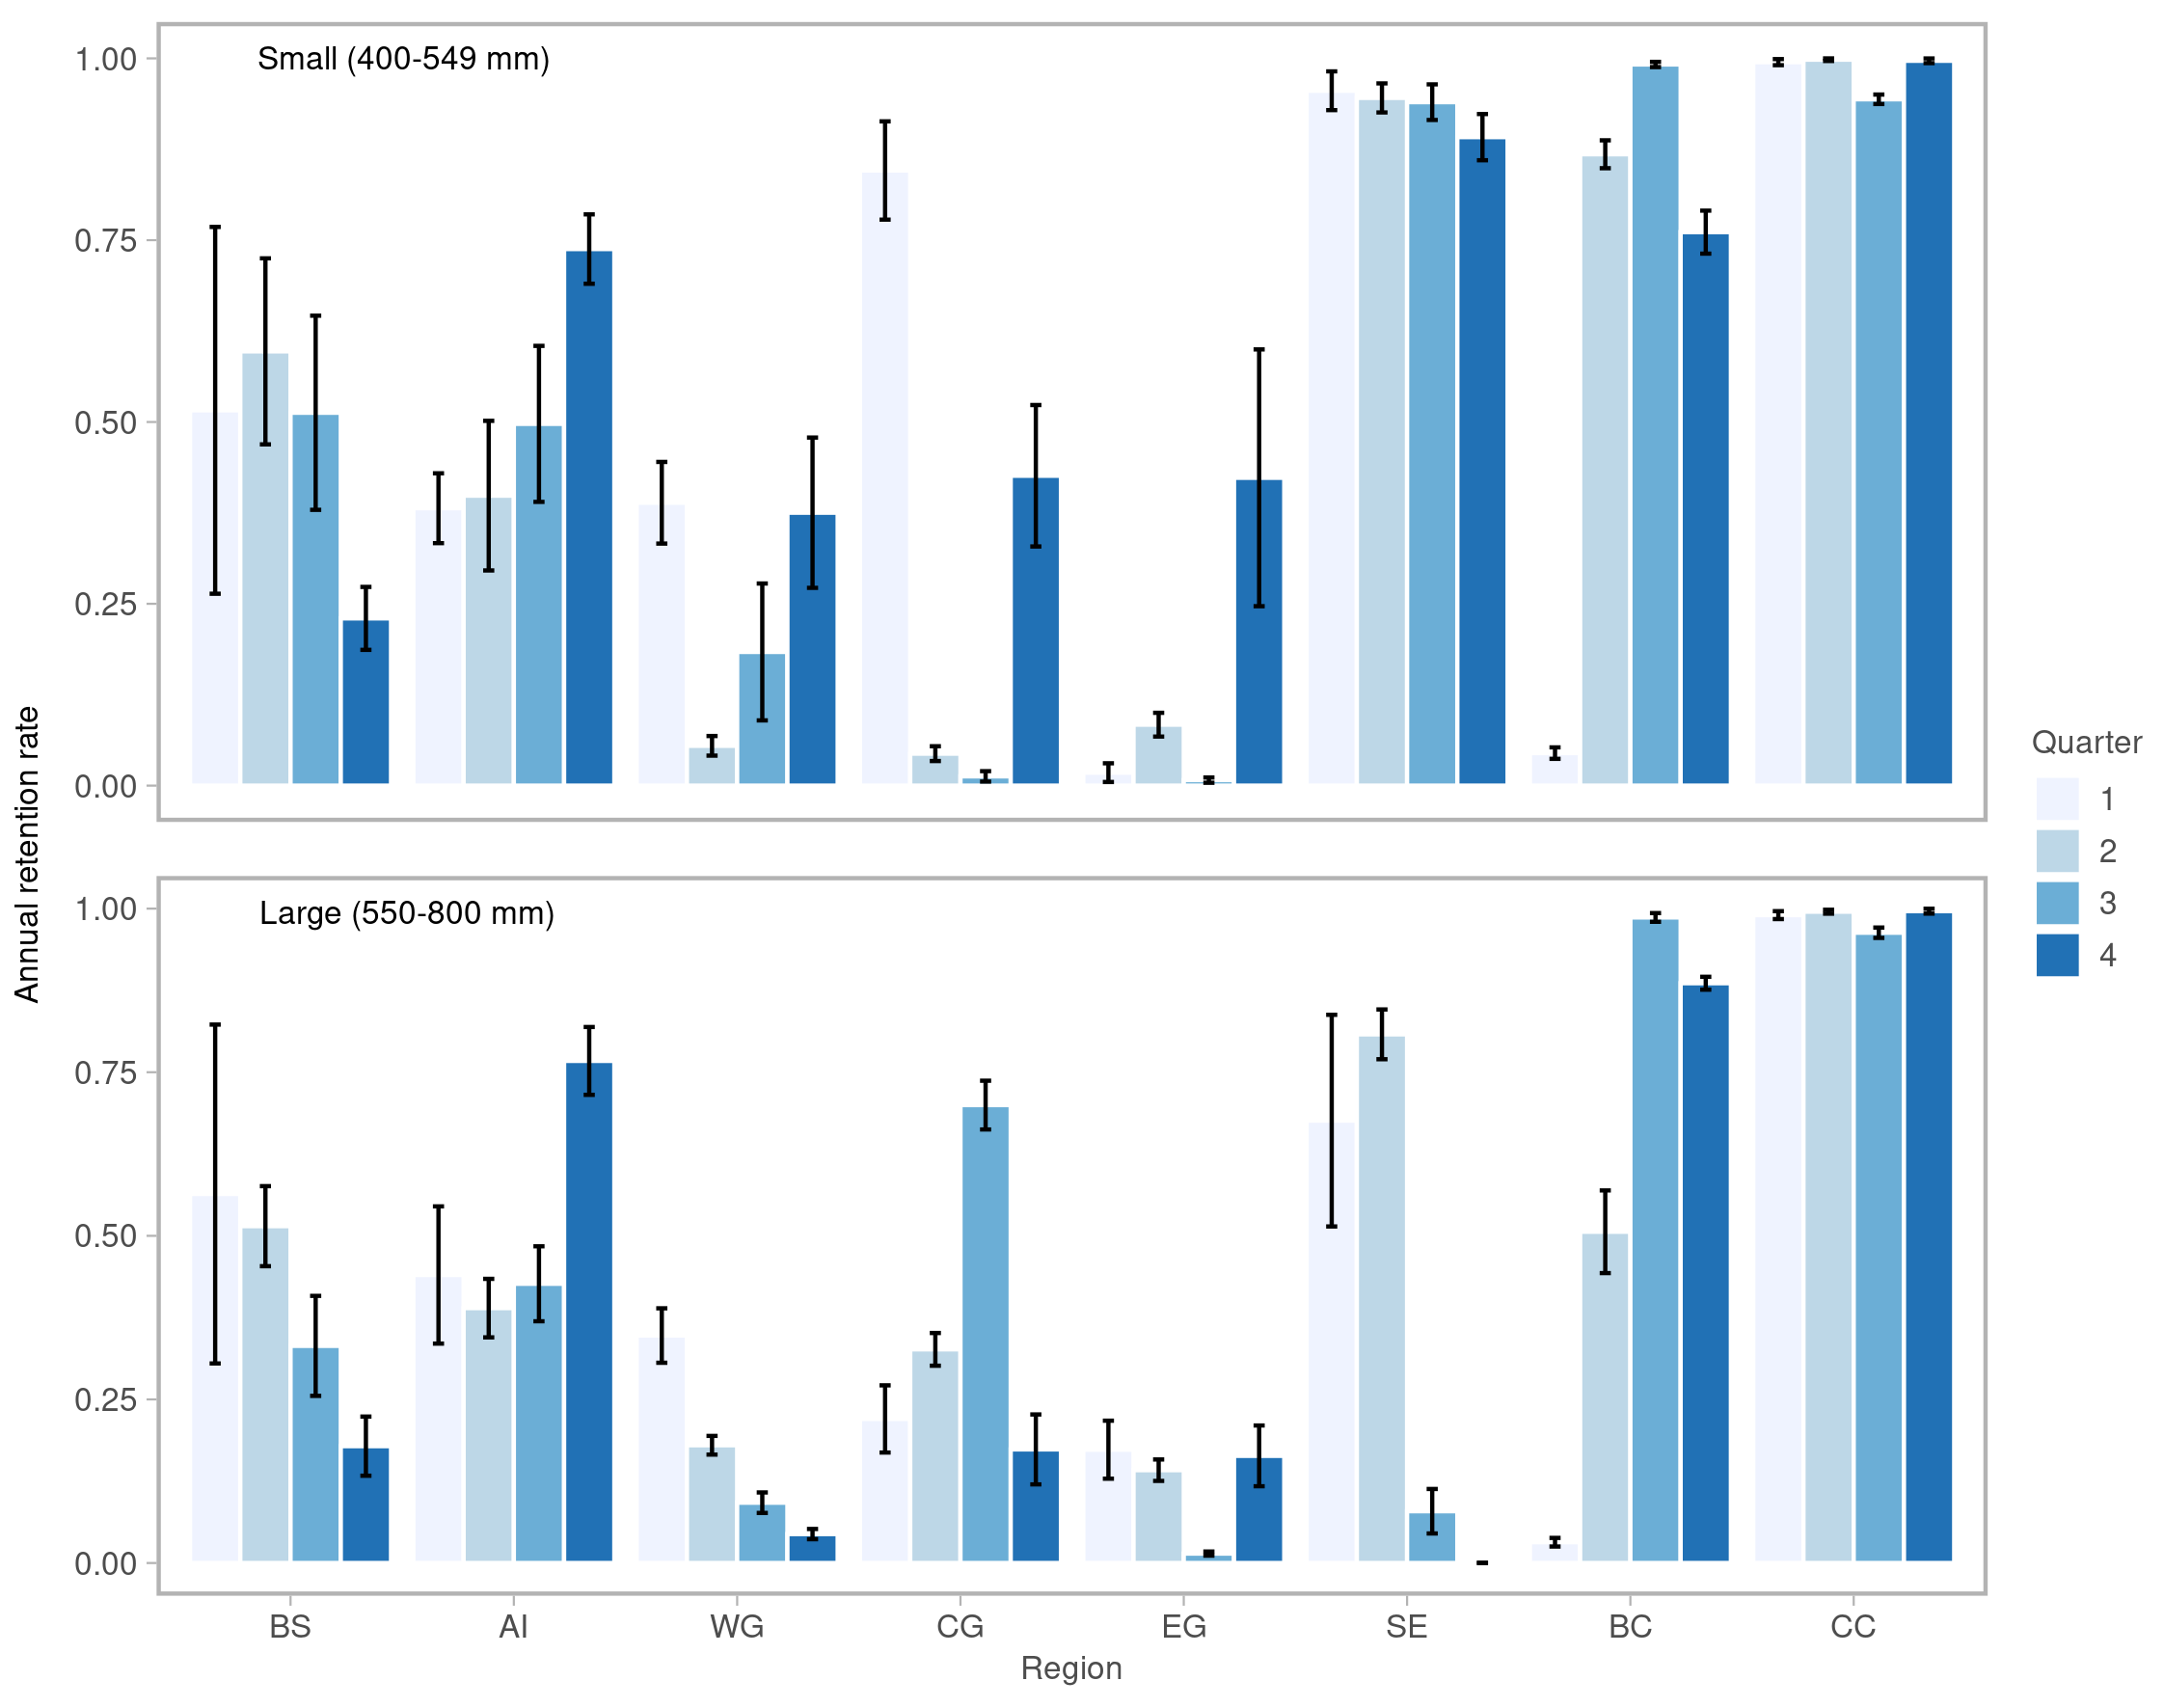 Small (400-549 mm)
1.00
0.75
0.50
0.25
0.00
Annual retention rate
Large (550-800 mm)
1.00
0.75
0.50
0.25
0.00
BS AI WG CG EG SE BC CC
Region
Quarter
1
2
3
4